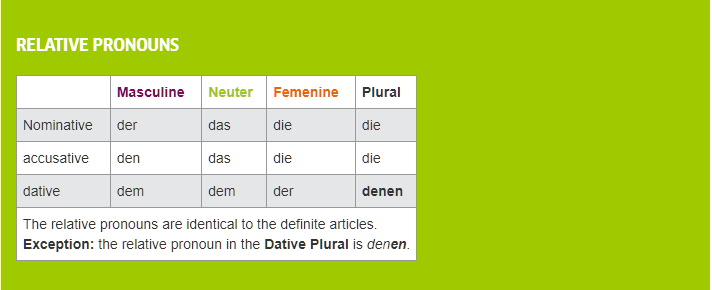 RELATIVE PRONOUNS
Masculine Neuter Femenine Plural
Nominative der das die die
accusative den das die die
dative dem dem der denen
The relative pronouns are identical to the definite articles.
Exception: the relative pronoun in the Dative Plural is denen.